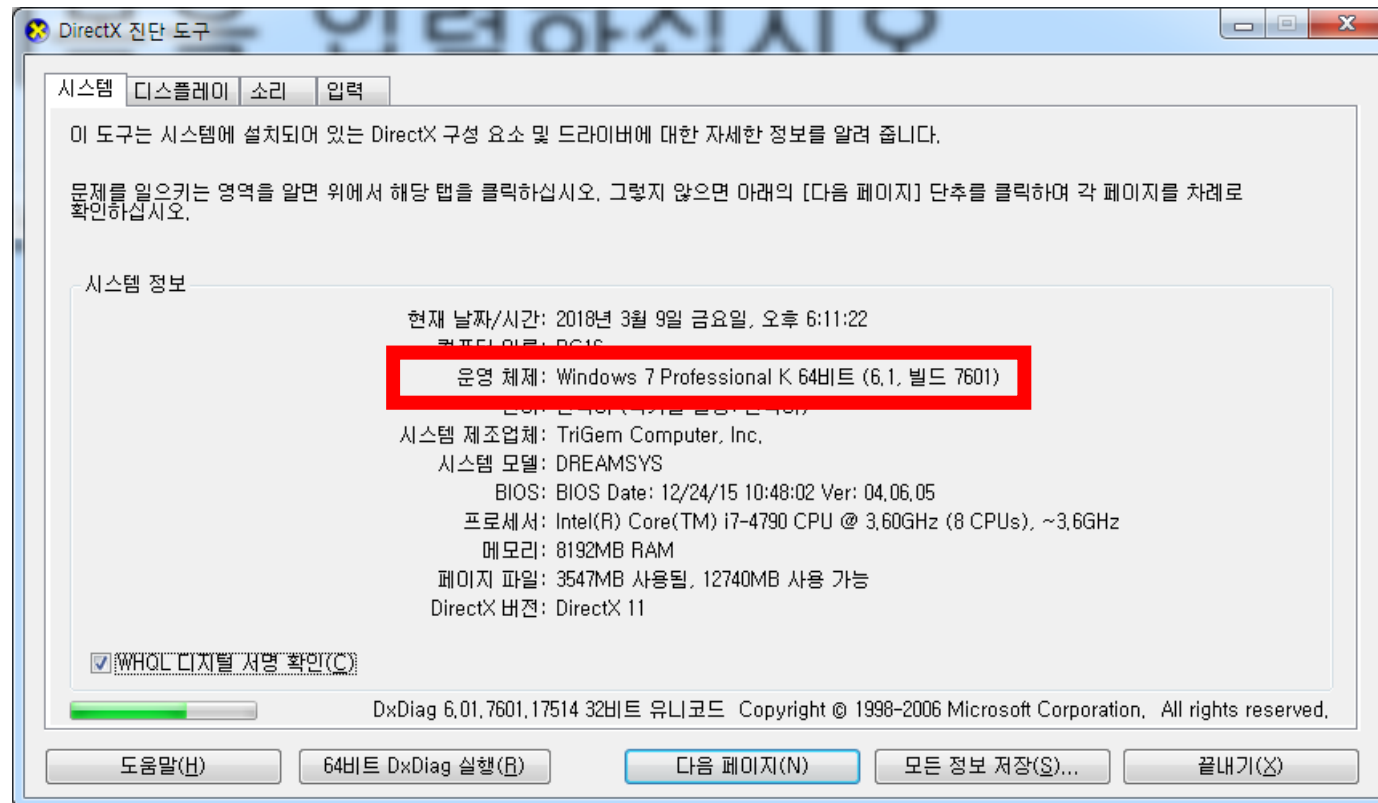 DirectX 진단 도구
시스템 디스플레이 소리 입력
이 도구는 시스템에 설치되어 있는 DirectX 구성 요소 및 드라이버에 대한 자세한 정보를 알려 줍니다.
문제를 일으키는 영역을 알면 위에서 해당 탭을 클릭하십시오. 그렇지 않으면 아래의 [다음 페이지] 단추를 클릭하여 각 페이지를 차례로
확인하십시오.
시스템 정보
현재 날짜/시간: 2018년 3월 9일 금요일, 오후 6:11:22
운영 체제: Windows 7 Professional K 64비트 (6.1, 빌드 7601)
시스템 제조업체: TriGem Computer, Inc.
시스템 모델: DREAMSYS
BIOS: BIOS Date: 12/24/15 10:48:02 Ver: 04.06.05
프로세서: Intel(R) Core(TM) i7-4790 CPU @ 3.60GHz (8 CPUs), ~3.6GHz
메모리: 8192MB RAM
페이지 파일: 3547MB 사용됨, 12740MB 사용 가능
DirectX 버전: DirectX 11
WHQL 디지털 서명 확인(C)
DxDiag 6.01.7601.17514 32비트 유니코드 Copyright © 1998-2006 Microsoft Corporation. All rights reserved.
도움말(H) 64비트 DxDiag 실행(R) 다음 페이지(N) 모든 정보 저장(S)... 끝내기(X)